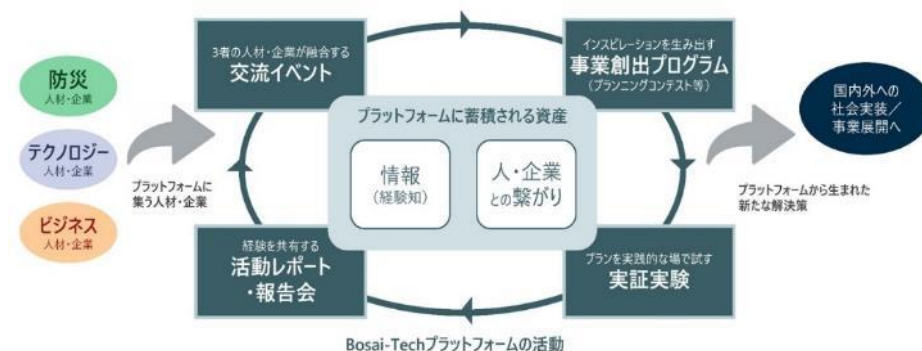 防災
人材・企業
テクノロジー
人材・企業
ビジネス
人材・企業
プラットフォームに
集う人材・企業
3者の人材・企業が融合する
交流イベント
インスピレーションを生み出す
事業創出プログラム
(プランニングコンテスト等)
プラットフォームに蓄積される資産
情報
(経験知)
人・企業
との繋がり
経験を共有する
活動レポート
・報告会
プランを実践的な場で試す
実証実験
国内外への
社会実装／
事業展開へ
プラットフォームから生まれた
新たな解決策
Bosai-Techプラットフォームの活動